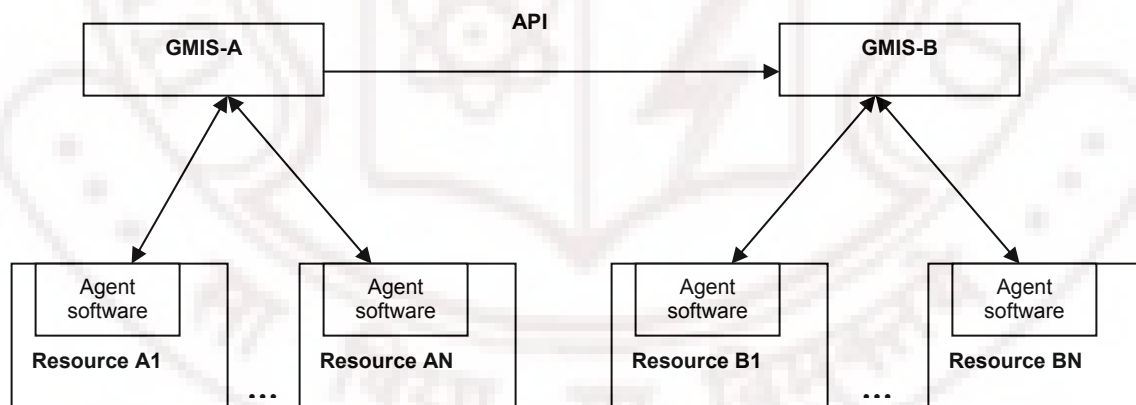 API
GMIS-A
GMIS-B
Agent
software
Agent
software
Agent
software
Agent
software
Resource A1
Resource AN
Resource B1
Resource BN
...
...